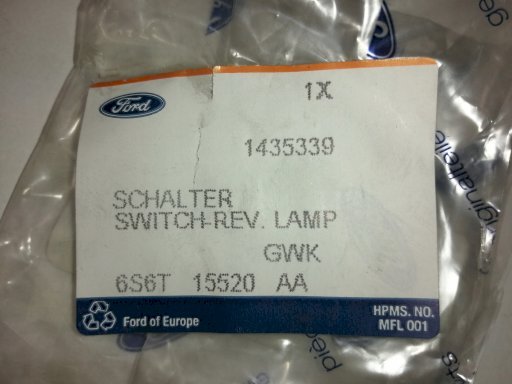 Ford
1X
1435339
SCHALTER
SWITCH-REV. LAMP
GWK
6S6T 15520 AA
Ford of Europe
HPMS. NO.
MFL 001